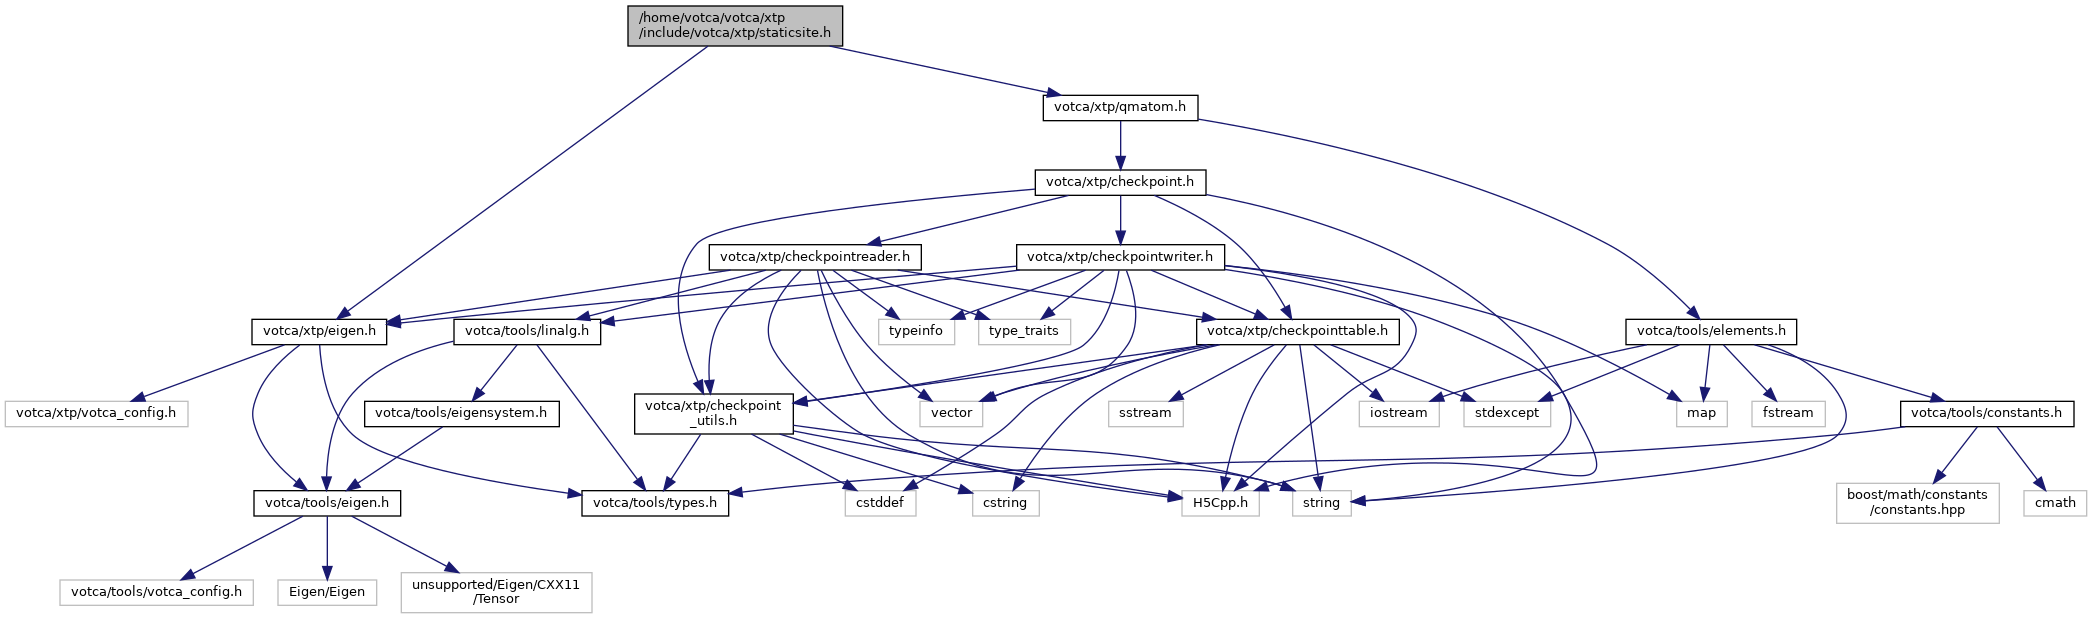 /home/votca/votca/xtp
/include/votca/xtp/staticsite.h
votca/xtp/qmatom.h
votca/xtp/checkpoint.h
votca/xtp/checkpointreader.h
votca/xtp/checkpointwriter.h
votca/xtp/eigen.h
votca/tools/linalg.h
typeinfo
type_traits
votca/xtp/checkpointtable.h
votca/tools/elements.h
votca/xtp/votca_config.h
votca/tools/eigensystem.h
votca/xtp/checkpoint
_utils.h
vector
sstream
iostream
stdexcept
map
fstream
votca/tools/constants.h
votca/tools/eigen.h
votca/tools/types.h
cstddef
cstring
H5Cpp.h
string
boost/math/constants
/constants.hpp
cmath
votca/tools/votca_config.h
Eigen/Eigen
unsupported/Eigen/CXX11
/Tensor